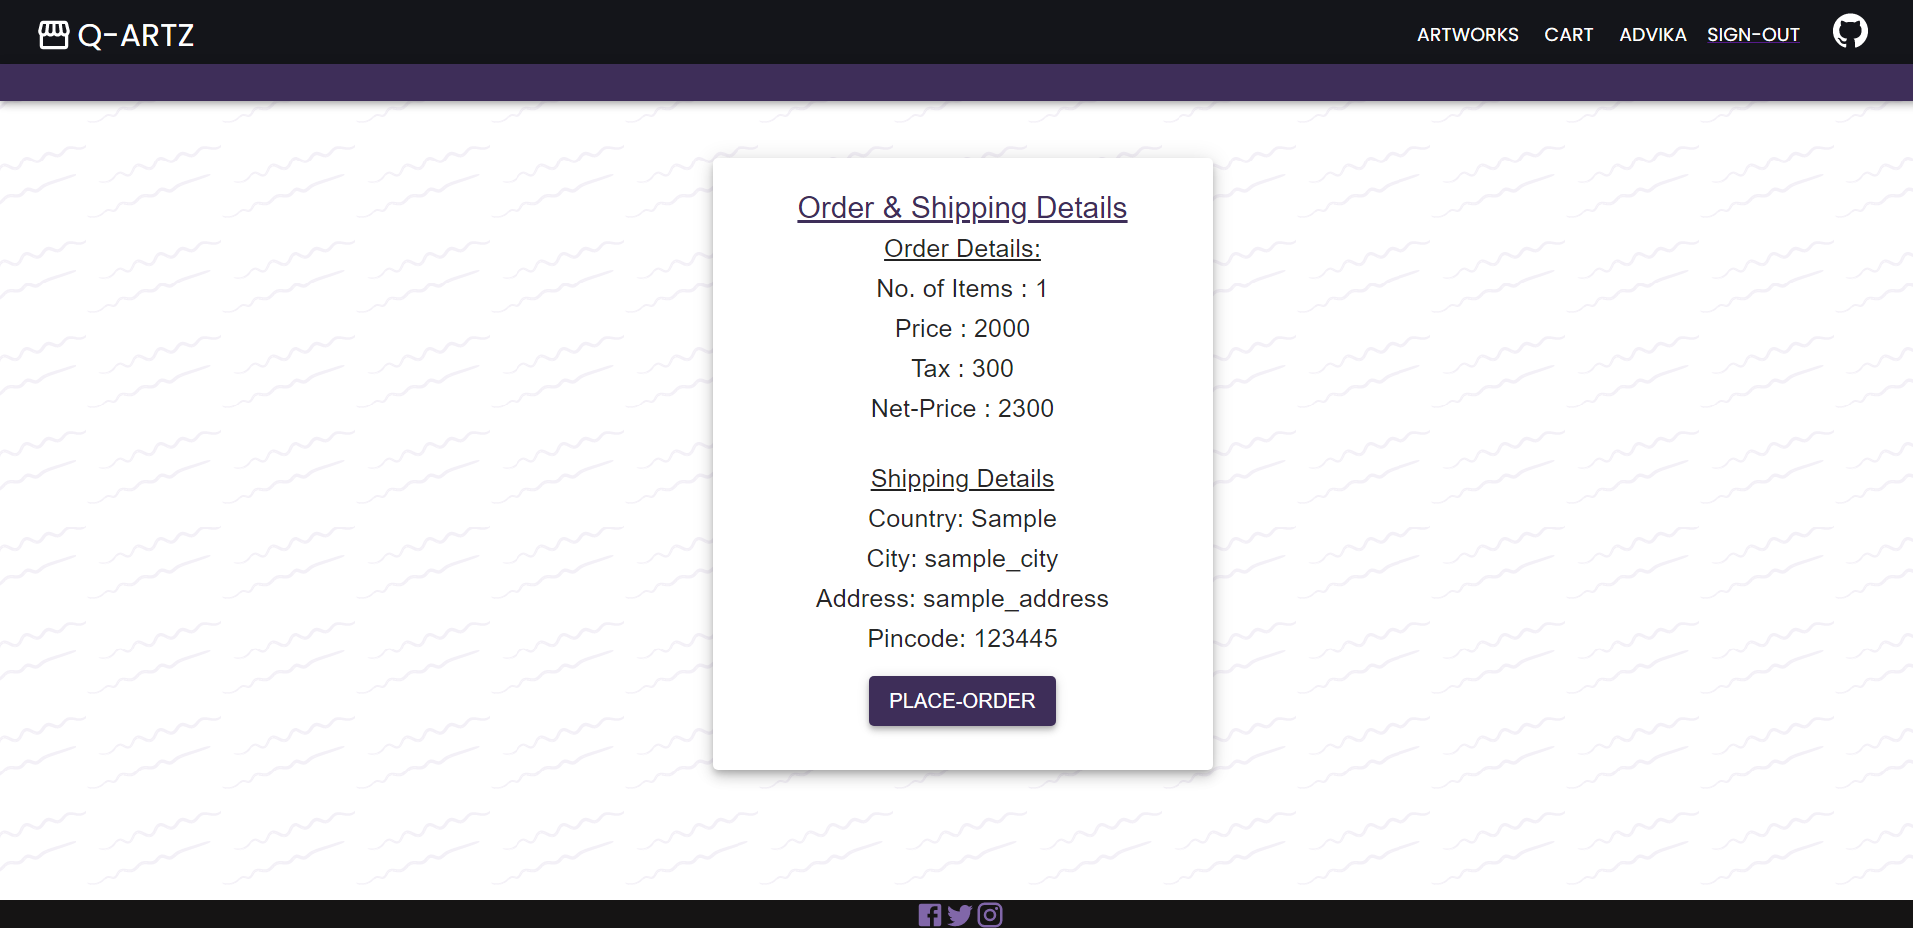 Q-ARTZ
ARTWORKS CART ADVIKA SIGN-OUT
Order & Shipping Details
Order Details:
No. of Items : 1
Price : 2000
Tax : 300
Net-Price : 2300
Shipping Details
Country: Sample
City: sample_city
Address: sample_address
Pincode: 123445
PLACE-ORDER